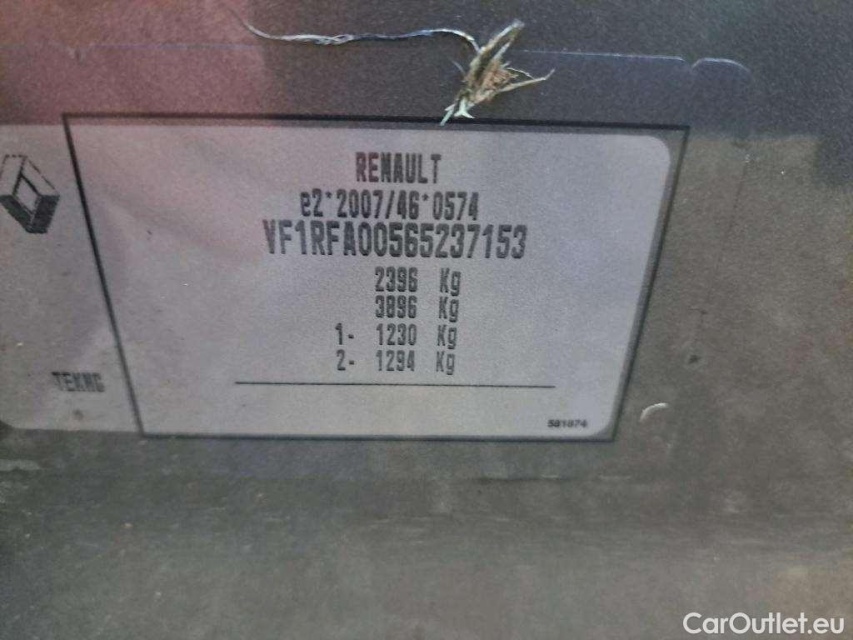 RENAULT
e2*2007/46*0574
VF1RFA00565237153
2396 Kg
3896 Kg
1- 1230 Kg
2- 1294 Kg
TEKNG
581074
CarOutlet.eu